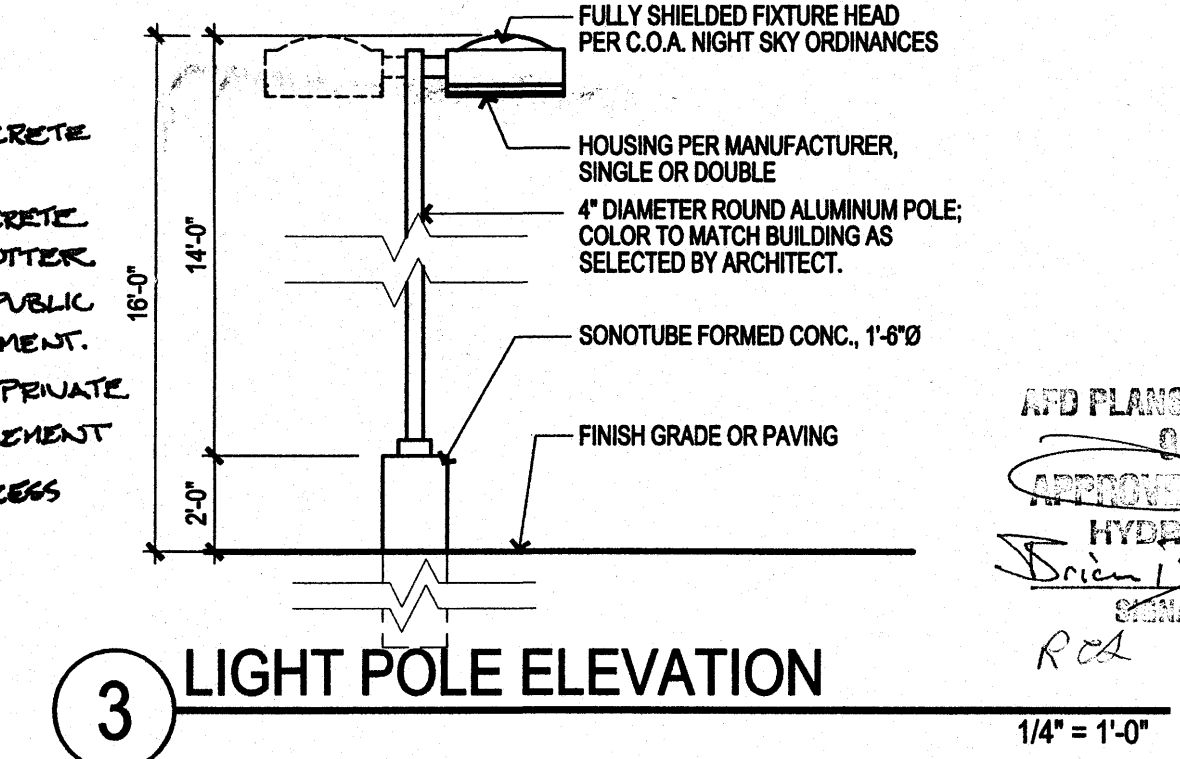 FULLY SHIELDED FIXTURE HEAD
PER C.O.A. NIGHT SKY ORDINANCES
HOUSING PER MANUFACTURER,
SINGLE OR DOUBLE
4" DIAMETER ROUND ALUMINUM POLE;
COLOR TO MATCH BUILDING AS
SELECTED BY ARCHITECT.
SONOTUBE FORMED CONC., 1'-6"Ø
FINISH GRADE OR PAVING
16'-0"
14'-0"
2'-0"
CRETE
CRETE
UTTER.
PUBLIC
MENT.
PRIVATE
EMENT
CESS
AFD PLANS
APPROVE
HYDR
Brian
SIGNA
3
LIGHT POLE ELEVATION
1/4" = 1'-0"